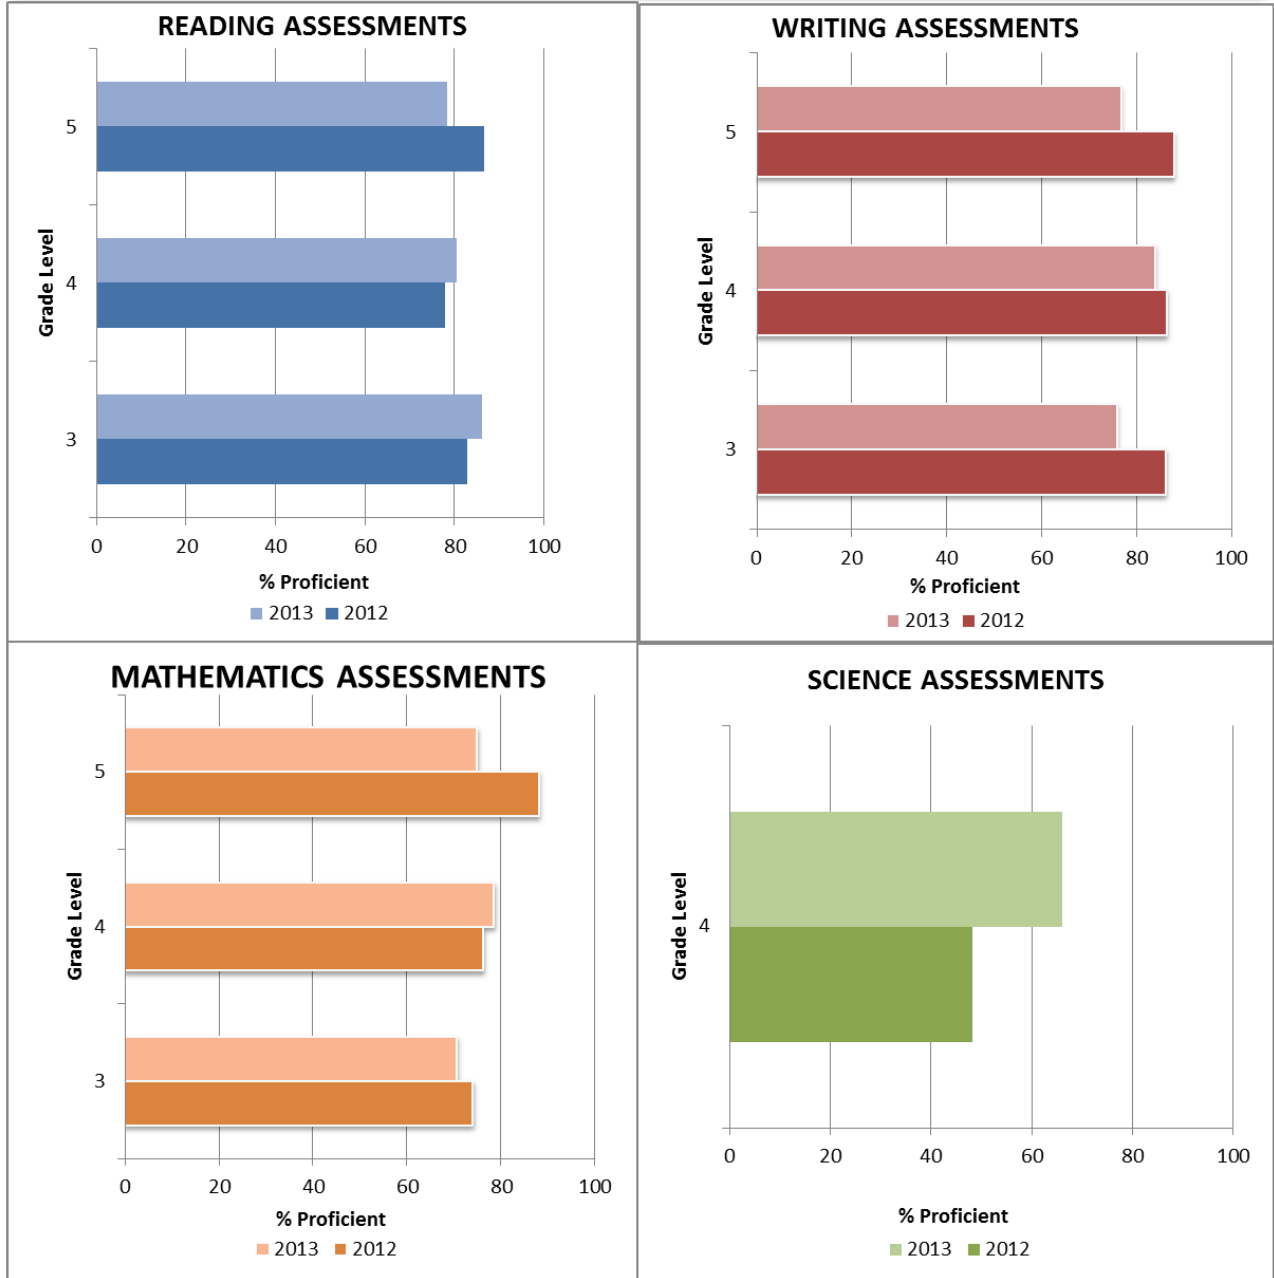 READING ASSESSMENTS
5
4
3
Grade Level
0 20 40 60 80 100
% Proficient
2013 2012
WRITING ASSESSMENTS
5
4
3
Grade Level
0 20 40 60 80 100
% Proficient
2013 2012
MATHEMATICS ASSESSMENTS
5
4
3
Grade Level
0 20 40 60 80 100
% Proficient
2013 2012
SCIENCE ASSESSMENTS
4
Grade Level
0 20 40 60 80 100
% Proficient
2013 2012